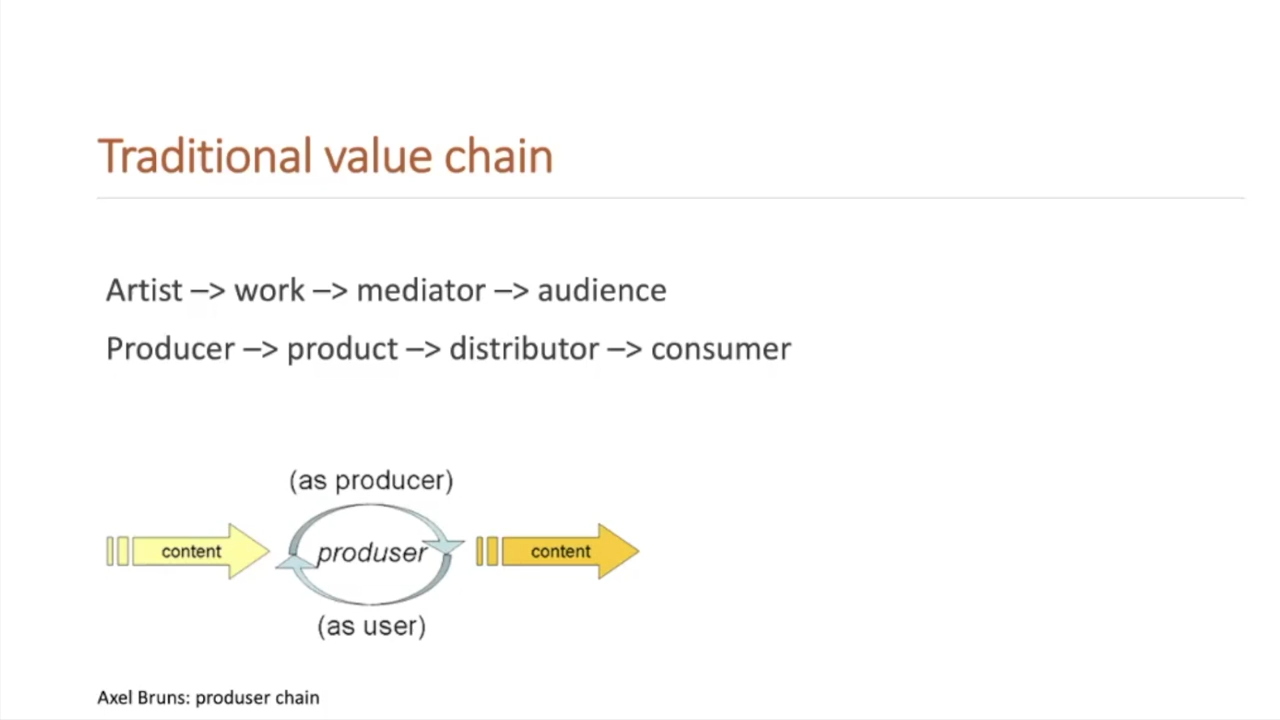 Traditional value chain
Artist –> work –> mediator –> audience
Producer –> product –> distributor –> consumer
(as producer)
content
produser
content
(as user)
Axel Bruns: produser chain